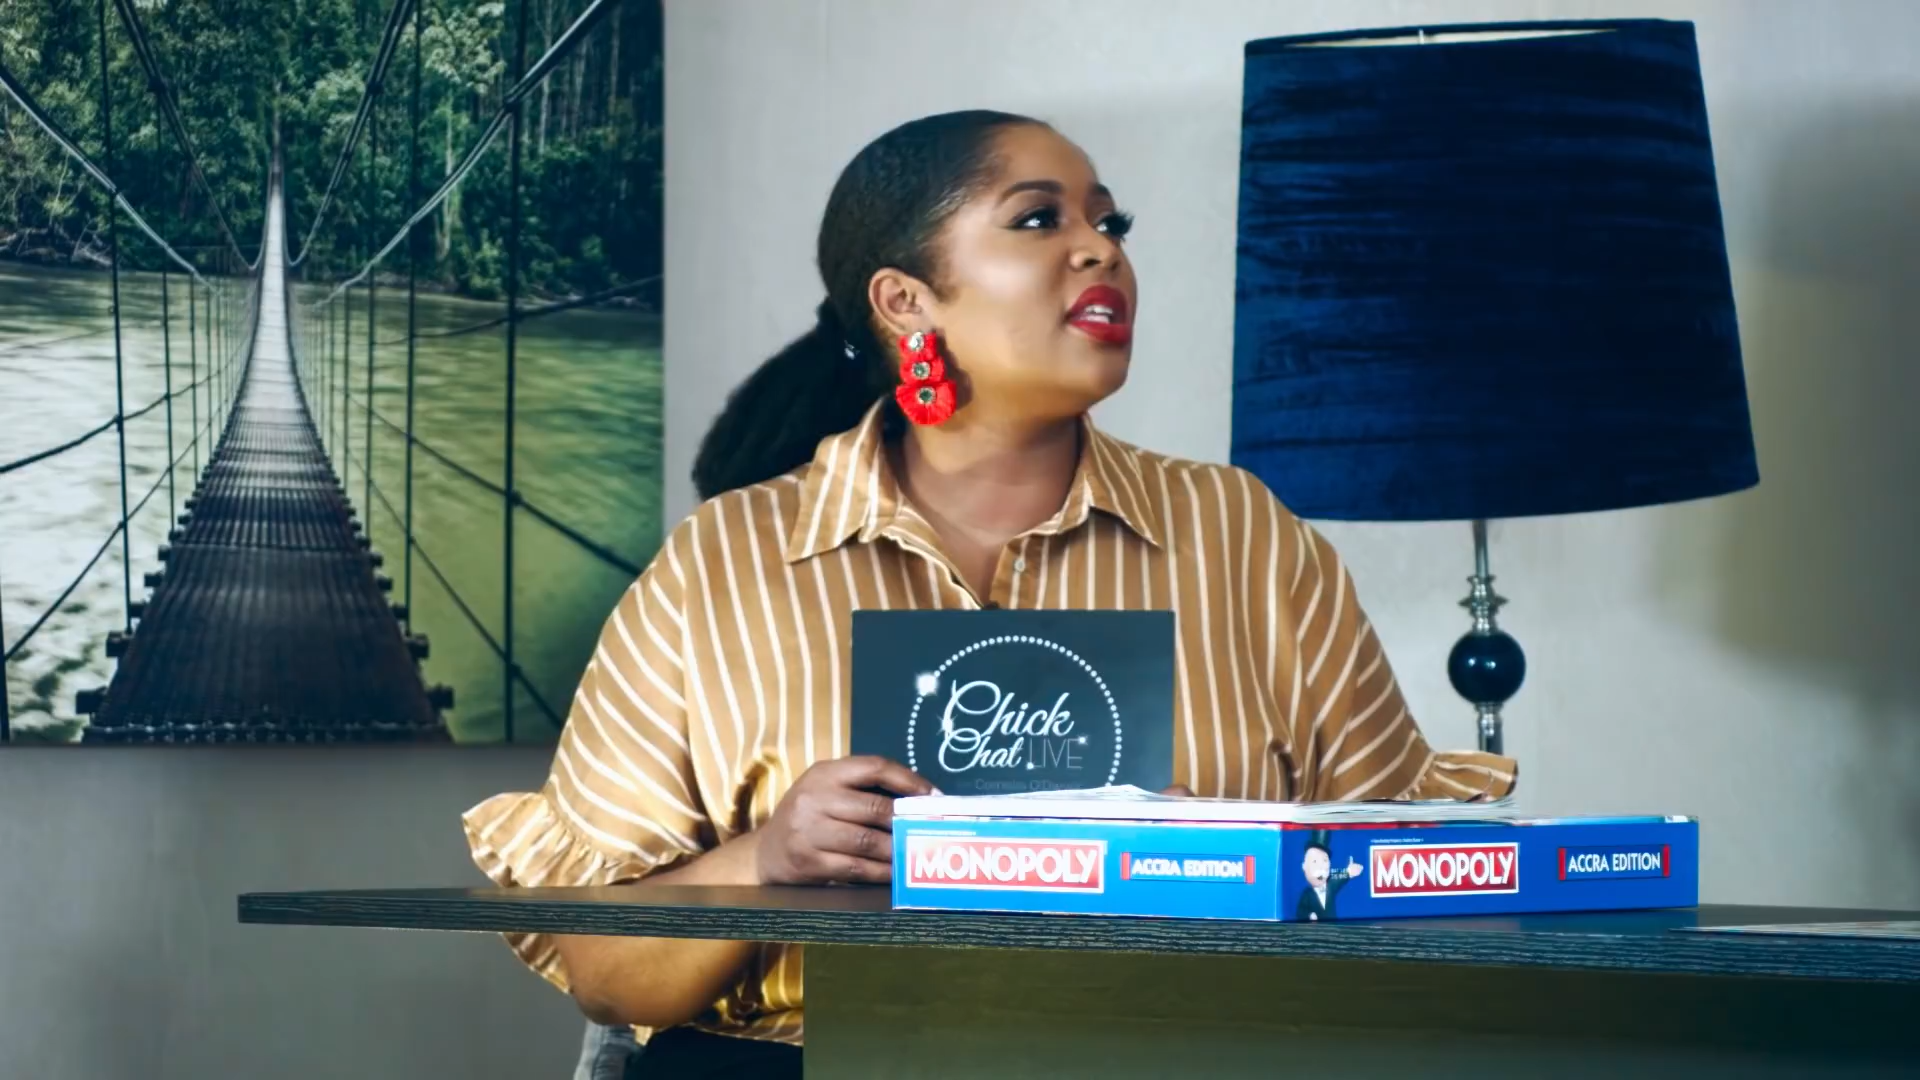 Chick
Chat LIVE
MONOPOLY
ACCRA EDITION
MONOPOLY
ACCRA EDITION